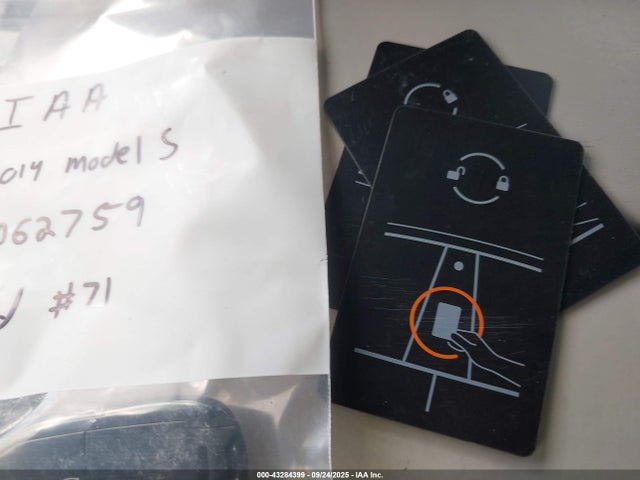 IAA
014 model S
062759
#71
000-43284399 - 09/24/2025 - IAA Inc.